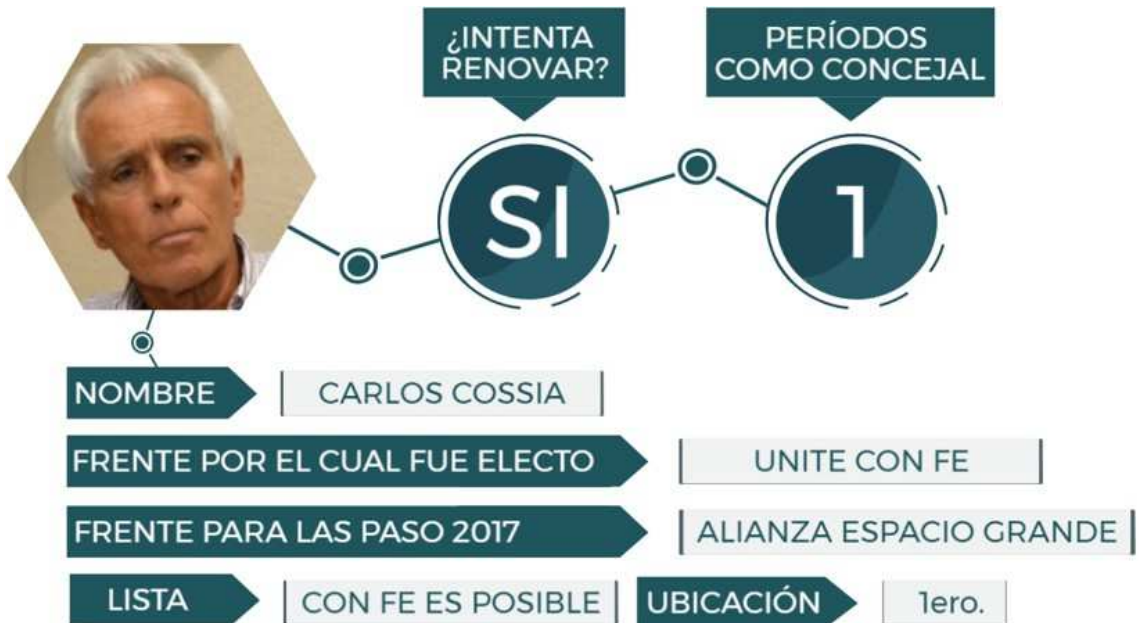 ¿INTENTA
RENOVAR?
PERÍODOS
COMO CONCEJAL
SI
1
NOMBRE
CARLOS COSSIA
FRENTE POR EL CUAL FUE ELECTO
UNITE CON FE
FRENTE PARA LAS PASO 2017
ALIANZA ESPACIO GRANDE
LISTA
CON FE ES POSIBLE
UBICACIÓN
1ero.